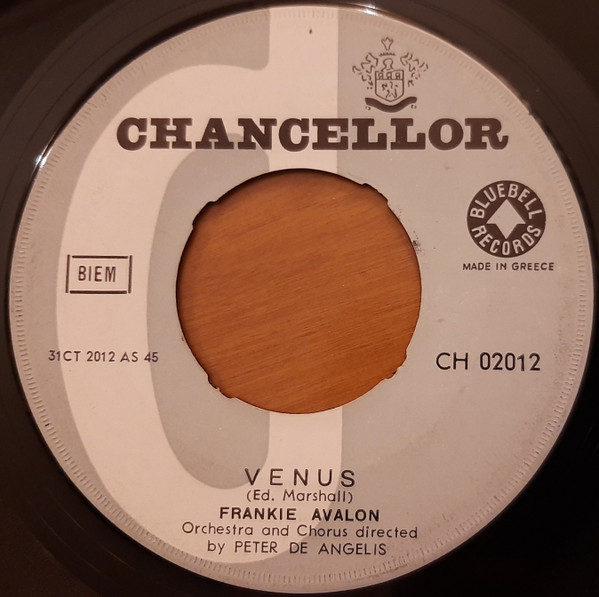 CHANCELLOR
BLUEBELL
RECORDS
MADE IN GREECE
BIEM
31CT 2012 AS 45
CH 02012
VENUS
(Ed. Marshall)
FRANKIE AVALON
Orchestra and Chorus directed
by PETER DE ANGELIS